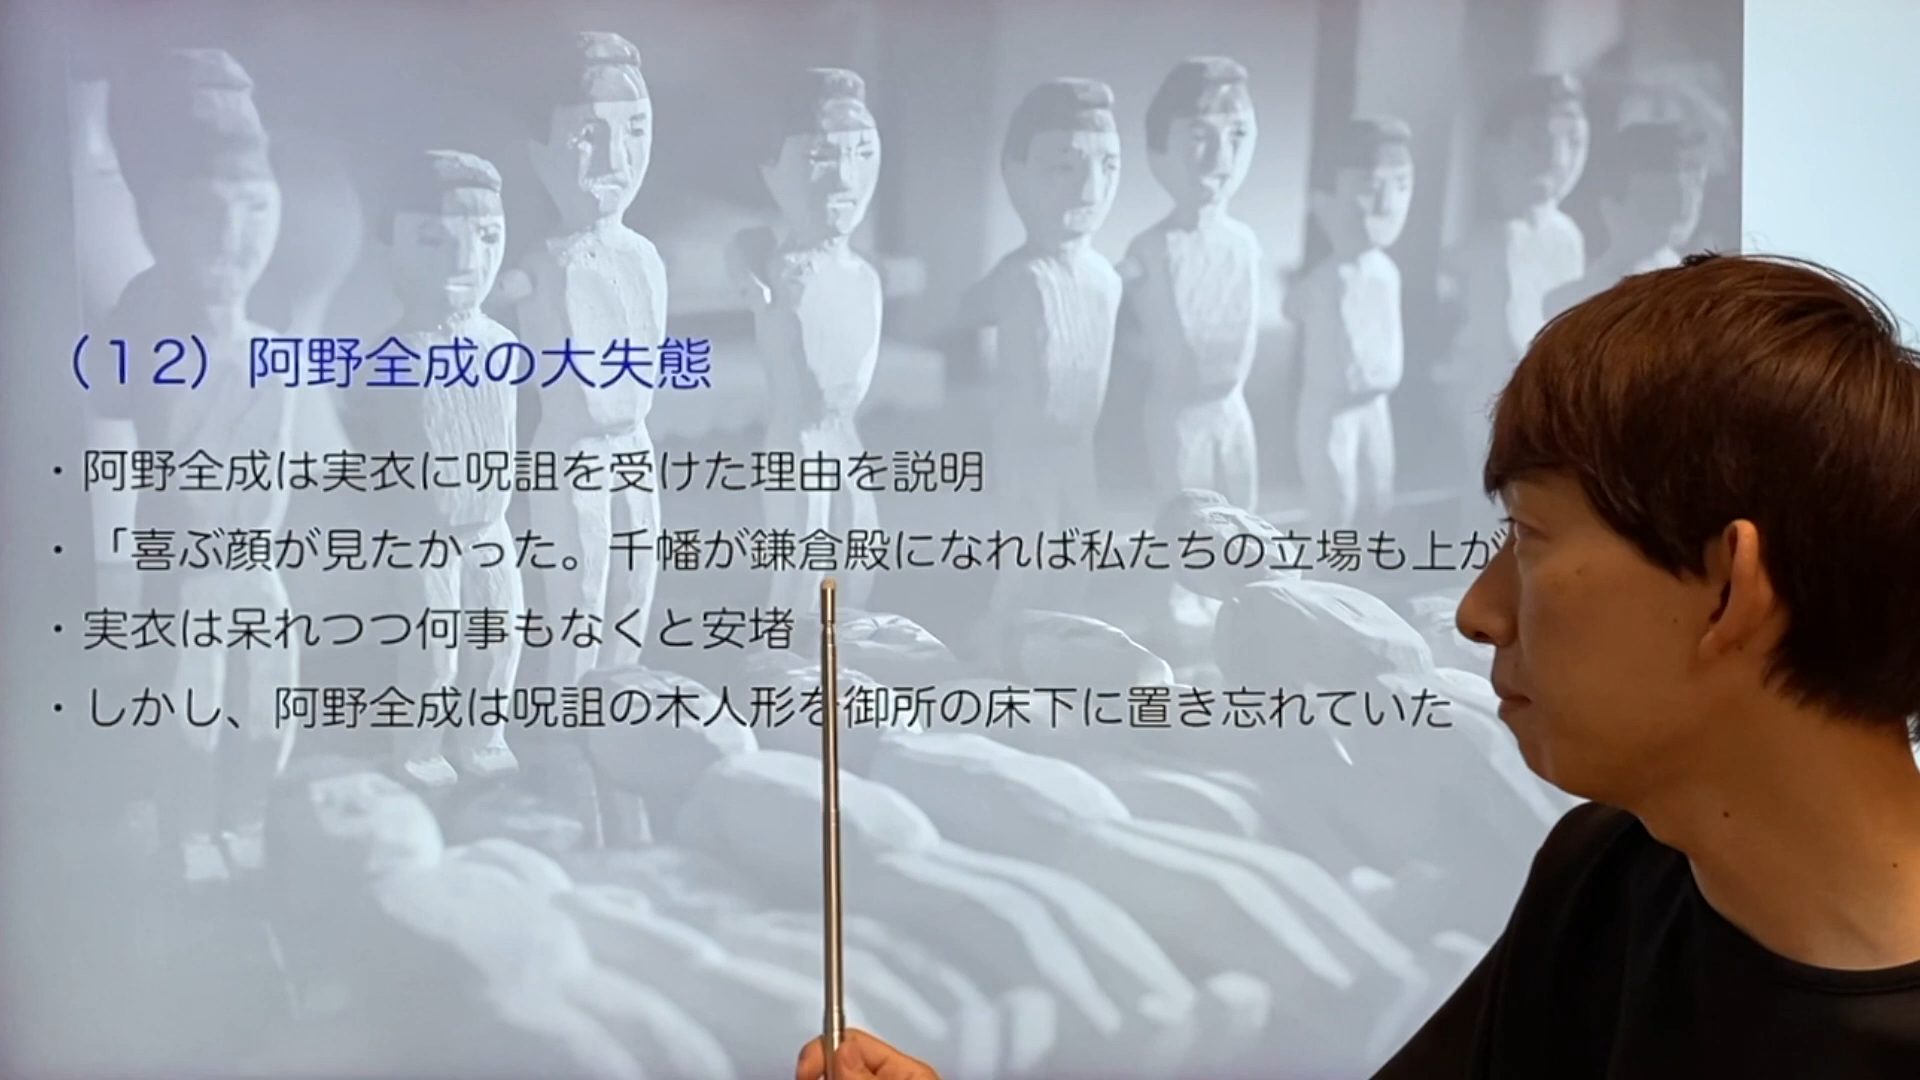 （１２）阿野全成の大失態
・阿野全成は実衣に呪詛を受けた理由を説明
・「喜ぶ顔が見たかった。千幡が鎌倉殿になれば私たちの立場も上が
・実衣は呆れつつ何事もなくと安堵
・しかし、阿野全成は呪詛の木人形を御所の床下に置き忘れていた